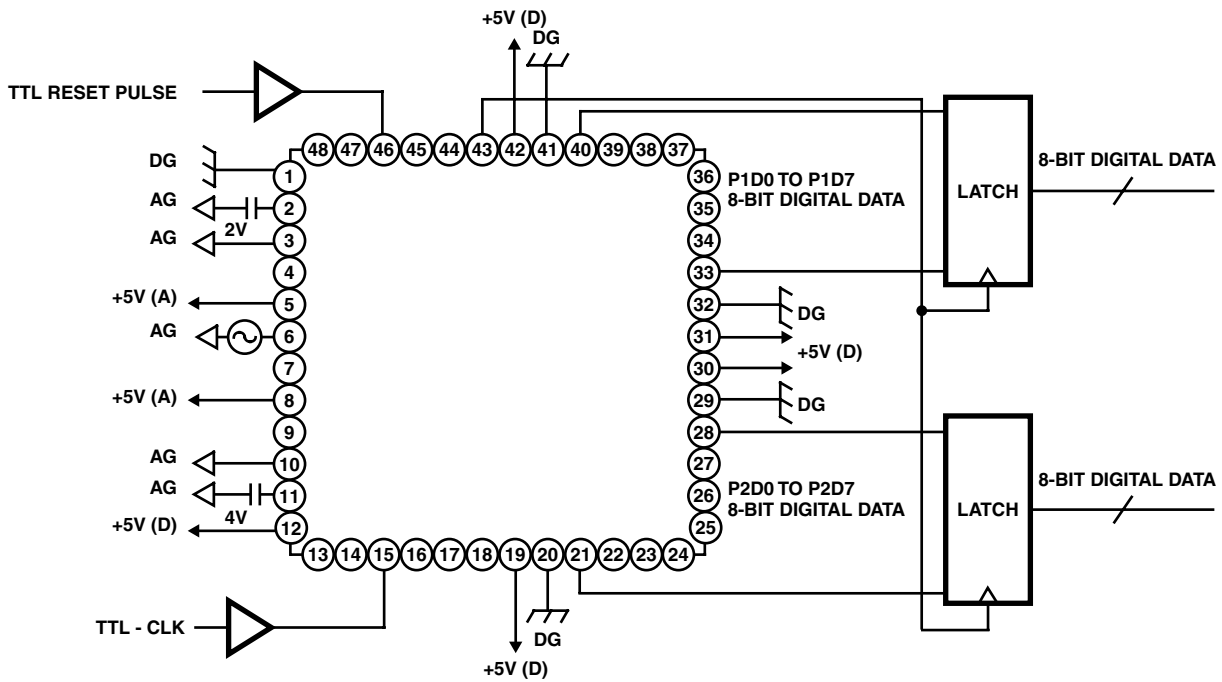 +5V (D)
DG
TTL RESET PULSE
48 47 46 45 44 43 42 41 40 39 38 37
DG
1
AG
2
2V
AG
3
4
+5V (A)
5
AG
6
7
+5V (A)
8
9
AG
10
AG
11
4V
+5V (D)
12
13 14 15 16 17 18 19 20 21 22 23 24
TTL - CLK
DG
+5V (D)
36
P1D0 TO P1D7
8-BIT DIGITAL DATA
35
34
33
32
DG
31
+5V (D)
30
29
DG
28
27
26
P2D0 TO P2D7
8-BIT DIGITAL DATA
25
LATCH
8-BIT DIGITAL DATA
LATCH
8-BIT DIGITAL DATA